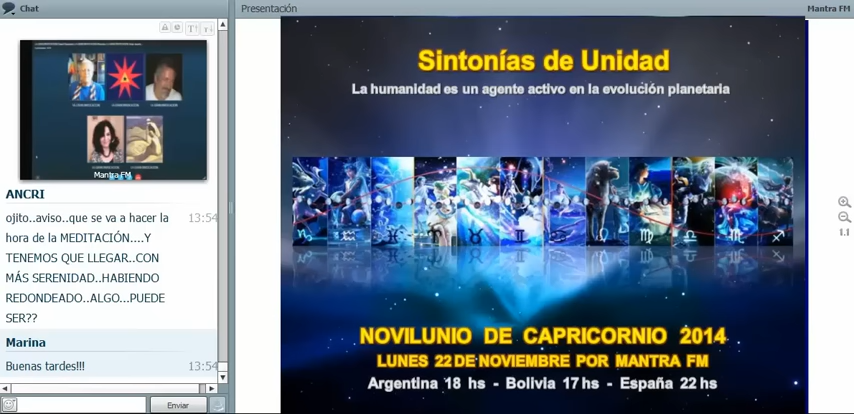 Chat
Presentación
Mantra FM
Mantra FM
ANCRI
ojito..aviso..que se va a hacer la
13:54
hora de la MEDITACIÓN....Y
TENEMOS QUE LLEGAR..CON
MÁS SERENIDAD..HABIENDO
REDONDEADO..ALGO...PUEDE
SER??
Marina
Buenas tardes!!!
13:54
Enviar
Sintonías de Unidad
La humanidad es un agente activo en la evolución planetaria
♑ ♒ ♓ ♈ ♉ ♊ ♋ ♌ ♍ ♎ ♏ ♐
NOVILUNIO DE CAPRICORNIO 2014
LUNES 22 DE NOVIEMBRE POR MANTRA FM
Argentina 18 hs - Bolivia 17 hs - España 22 hs
1.1